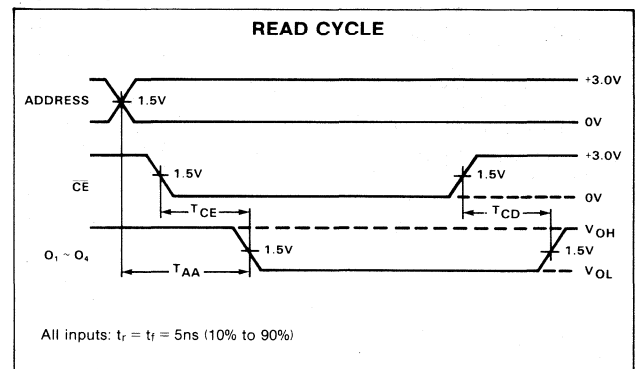 READ CYCLE
+3.0V
ADDRESS
1.5V
0V
+3.0V
1.5V
1.5V
CE
0V
TCE
TCD
VOH
1.5V
1.5V
O1 ~ O4
TAA
VOL
All inputs: tr = tf = 5ns (10% to 90%)